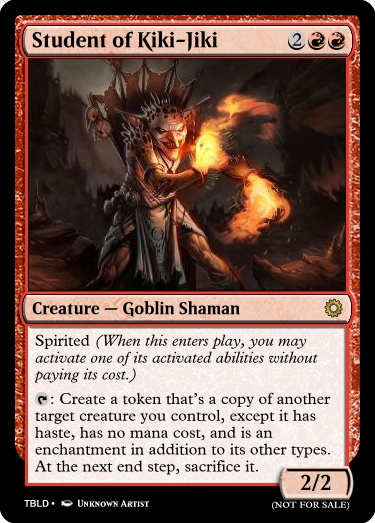 Student of Kiki-Jiki 2
Creature — Goblin Shaman
Spirited (When this enters play, you may
activate one of its activated abilities without
paying its cost.)
: Create a token that's a copy of another
target creature you control, except it has
haste, has no mana cost, and is an
enchantment in addition to its other types.
At the next end step, sacrifice it.
2/2
TBLD • Unknown Artist
(NOT FOR SALE)